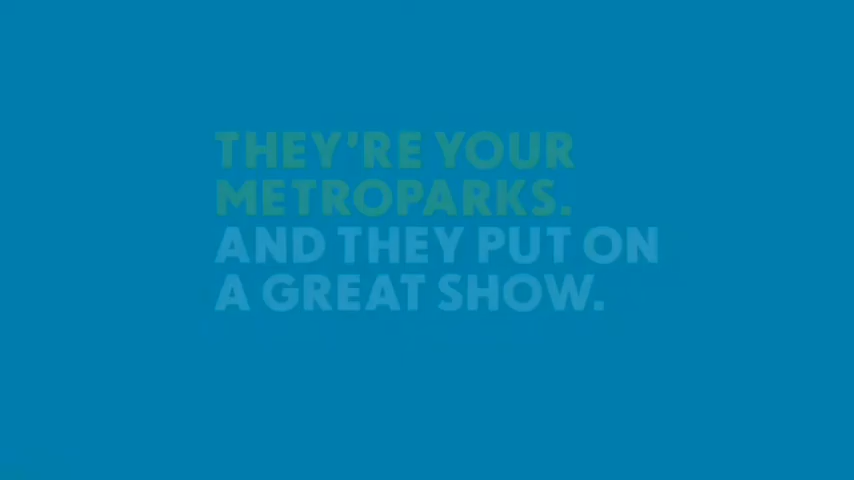 THEY'RE YOUR
METROPARKS.
AND THEY PUT ON
A GREAT SHOW.